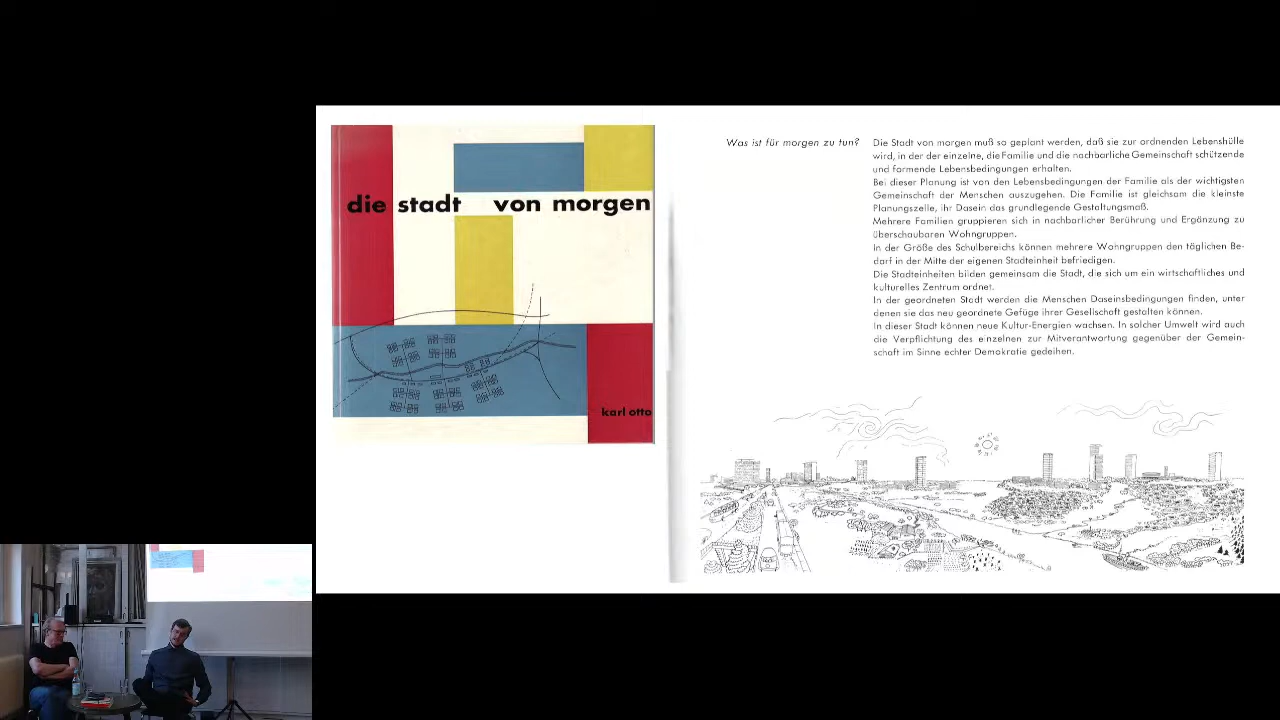 die stadt von morgen
karl otto
Was ist für morgen zu tun?
Die Stadt von morgen muß so geplant werden, daß sie zur ordnenden Lebenshülle
wird, in der der einzelne, die Familie und die nachbarliche Gemeinschaft schützende
und formende Lebensbedingungen erhalten.
Bei dieser Planung ist von den Lebensbedingungen der Familie als der wichtigsten
Gemeinschaft der Menschen auszugehen. Die Familie ist gleichsam die kleinste
Planungszelle, ihr Dasein das grundlegende Gestaltungsmaß.
Mehrere Familien gruppieren sich in nachbarlicher Berührung und Ergänzung zu
überschaubaren Wohngruppen.
In der Größe des Schulbereichs können mehrere Wohngruppen den täglichen Be-
darf in der Mitte der eigenen Stadteinheit befriedigen.
Die Stadteinheiten bilden gemeinsam die Stadt, die sich um ein wirtschaftliches und
kulturelles Zentrum ordnet.
In der geordneten Stadt werden die Menschen Daseinsbedingungen finden, unter
denen sie das neu geordnete Gefüge ihrer Gesellschaft gestalten können.
In dieser Stadt können neue Kultur-Energien wachsen. In solcher Umwelt wird auch
die Verpflichtung des einzelnen zur Mitverantwortung gegenüber der Gemein-
schaft im Sinne echter Demokratie gedeihen.